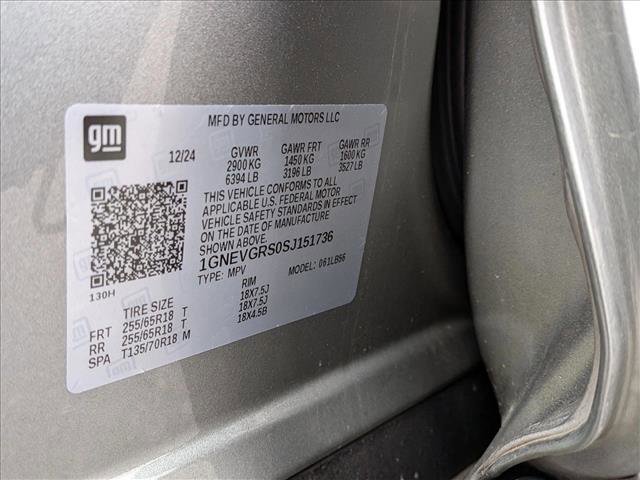 gm
MFD BY GENERAL MOTORS LLC
12/24 GVWR GAWR FRT GAWR RR
2900 KG 1450 KG 1600 KG
6394 LB 3196 LB 3527 LB
THIS VEHICLE CONFORMS TO ALL
APPLICABLE U.S. FEDERAL MOTOR
VEHICLE SAFETY STANDARDS IN EFFECT
ON THE DATE OF MANUFACTURE
SHOWN ABOVE.
1GNEVGRS0SJ151736
130H TYPE: MPV MODEL: 061LB56
TIRE SIZE RIM
FRT 255/65R18 T 18X7.5J
RR 255/65R18 T 18X7.5J
SPA T135/70R18 M 18X4.5B